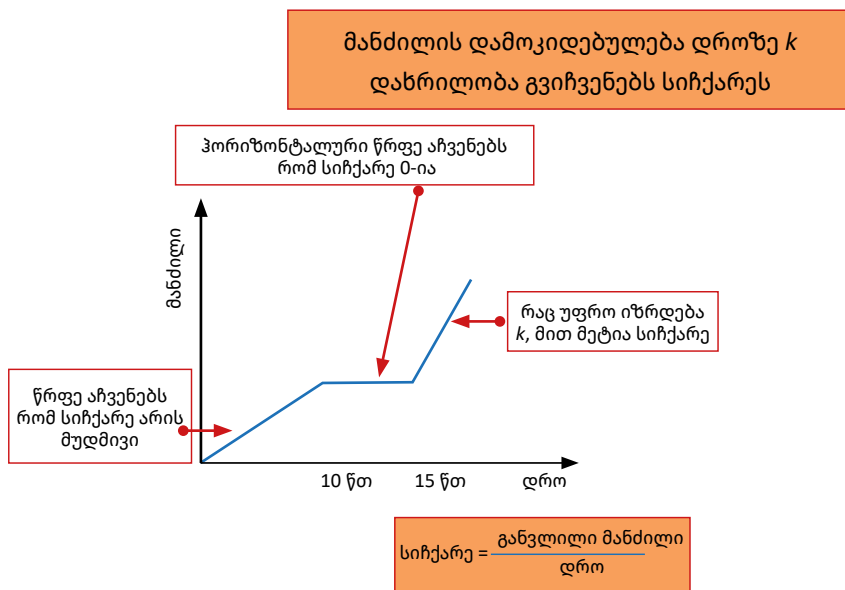 მანძილის დამოკიდებულება დროზე k
დახრილობა გვიჩვენებს სიჩქარეს
ჰორიზონტალური წრფე აჩვენებს
რომ სიჩქარე 0-ია
მანძილი
რაც უფრო იზრდება
k, მით მეტია სიჩქარე
წრფე აჩვენებს
რომ სიჩქარე არის
მუდმივი
10 წთ 15 წთ დრო
სიჩქარე = განვლილი მანძილი
დრო